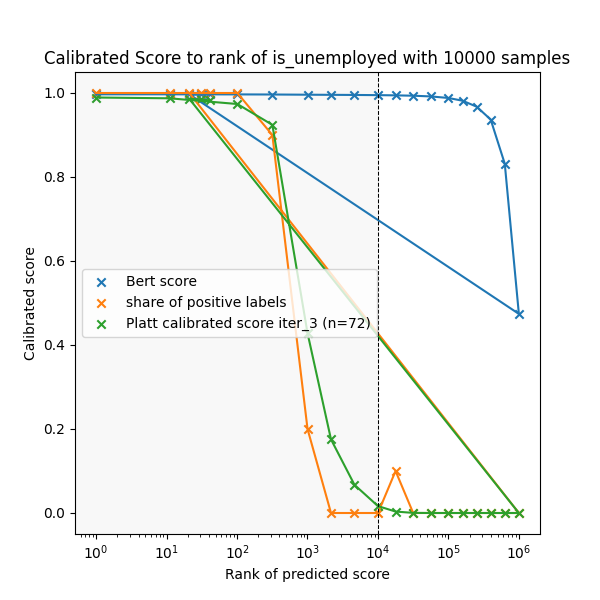 Calibrated Score to rank of is_unemployed with 10000 samples
1.0
0.8
0.6
0.4
0.2
0.0
Calibrated score
Bert score
share of positive labels
Platt calibrated score iter_3 (n=72)
10⁰ 10¹ 10² 10³ 10⁴ 10⁵ 10⁶
Rank of predicted score